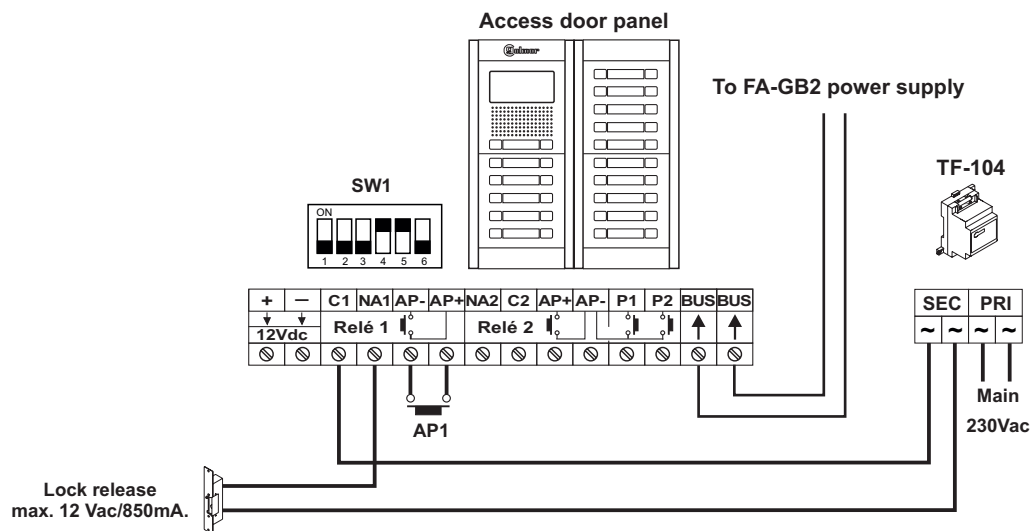 Access door panel
Golmar
To FA-GB2 power supply
TF-104
SW1
ON
1 2 3 4 5 6
+ − C1 NA1 AP- AP+ NA2 C2 AP+ AP- P1 P2 BUS BUS
12Vdc Relé 1 Relé 2
SEC PRI
~ ~ ~ ~
AP1
Main
230Vac
Lock release
max. 12 Vac/850mA.